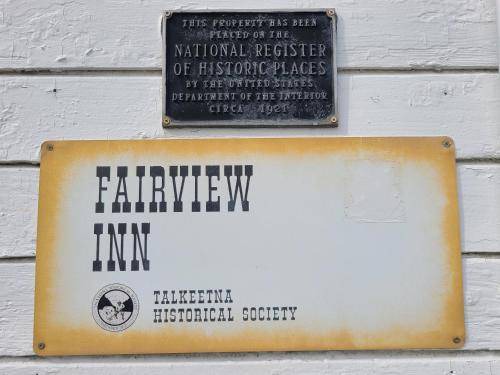 THIS PROPERTY HAS BEEN
PLACED ON THE
NATIONAL REGISTER
OF HISTORIC PLACES
BY THE UNITED STATES
DEPARTMENT OF THE INTERIOR
CIRCA 1921
FAIRVIEW
INN
TALKEETNA
HISTORICAL SOCIETY